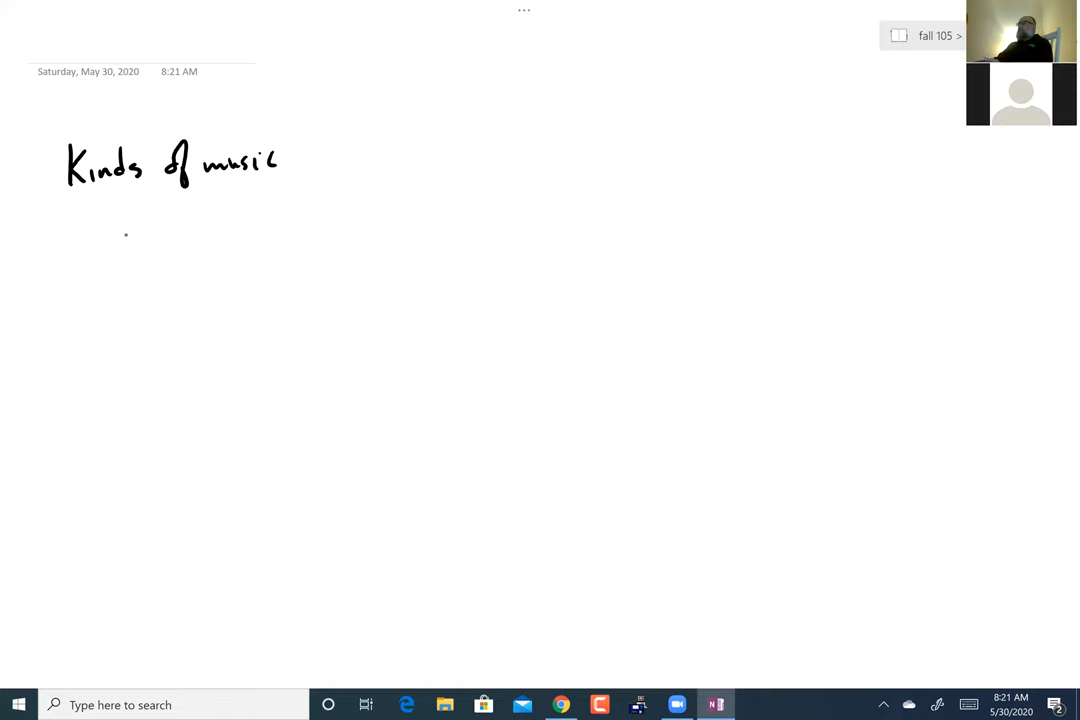 fall 105 >
Saturday, May 30, 2020 8:21 AM
Kinds of music
Type here to search
8:21 AM
5/30/2020
2